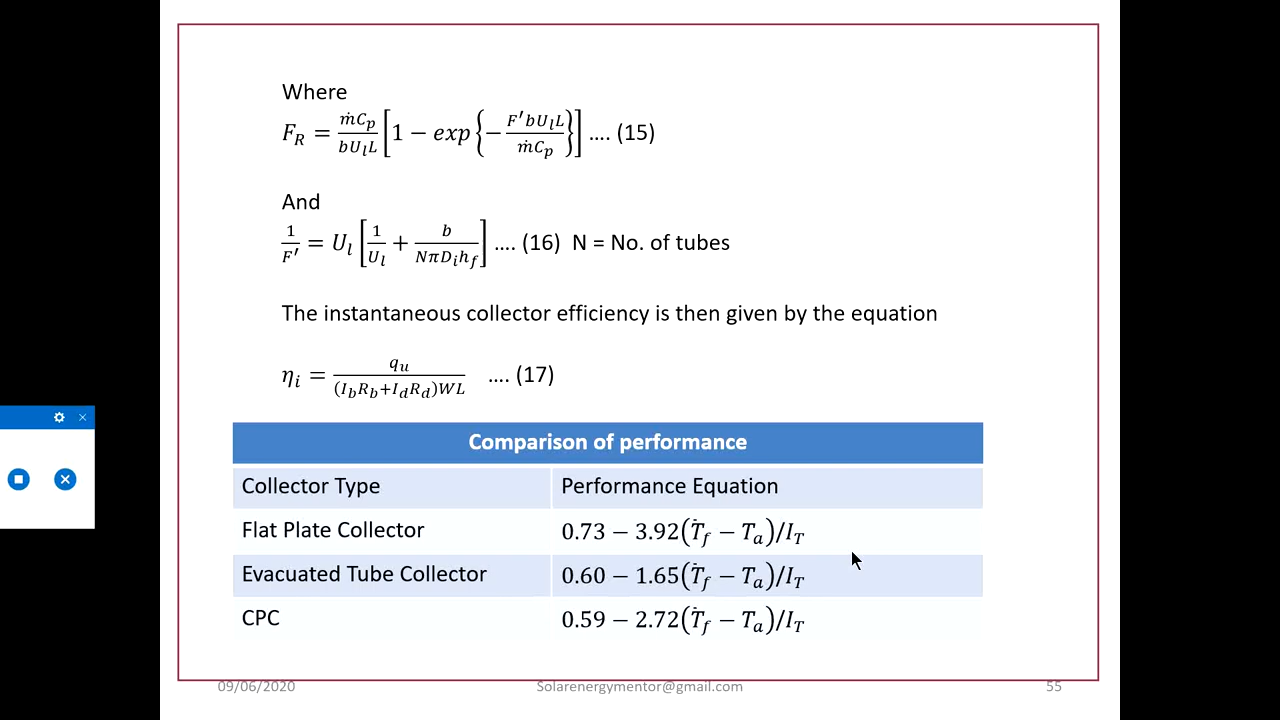 Where
F_R = ṁC_p/bU_lL [1 − exp {− F′bU_lL/ṁC_p}] .... (15)
And
1/F′ = U_l [1/U_l + b/NπD_ih_f] .... (16) N = No. of tubes
The instantaneous collector efficiency is then given by the equation
η_i = q_u/(I_bR_b+I_dR_d)WL .... (17)
Comparison of performance
Collector Type Performance Equation
Flat Plate Collector 0.73 − 3.92(Ṫ_f − T_a)/I_T
Evacuated Tube Collector 0.60 − 1.65(Ṫ_f − T_a)/I_T
CPC 0.59 − 2.72(Ṫ_f − T_a)/I_T
09/06/2020 Solarenergymentor@gmail.com 55